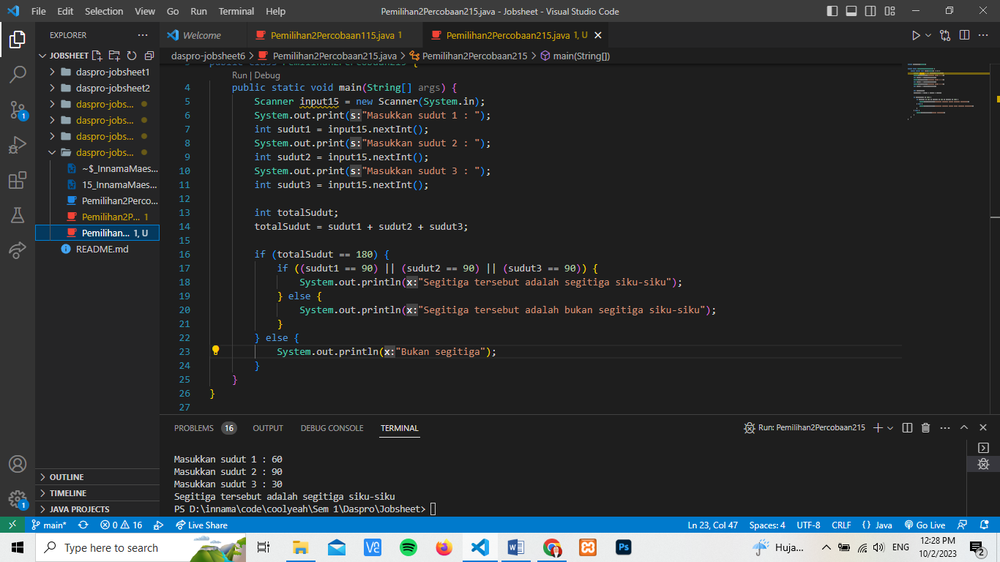 File Edit Selection View Go Run Terminal Help Pemilihan2Percobaan215.java - Jobsheet - Visual Studio Code
EXPLORER
Welcome Pemilihan2Percobaan115.java 1 Pemilihan2Percobaan215.java 1, U
JOBSHEET
daspro-jobsheet6 > Pemilihan2Percobaan215.java > Pemilihan2Percobaan215 > main(String[])
daspro-jobsheet1
daspro-jobsheet2
daspro-jobs...
daspro-jobs...
daspro-jobs...
daspro-jobs...
~$_InnamaMaes...
15_InnamaMaes...
Pemilihan2Perco...
Pemilihan2P... 1
Pemilihan... 1, U
README.md
OUTLINE
TIMELINE
JAVA PROJECTS
3 public class Pemilihan2Percobaan215 {
Run | Debug
4 public static void main(String[] args) {
5 Scanner input15 = new Scanner(System.in);
6 System.out.print(s:"Masukkan sudut 1 : ");
7 int sudut1 = input15.nextInt();
8 System.out.print(s:"Masukkan sudut 2 : ");
9 int sudut2 = input15.nextInt();
10 System.out.print(s:"Masukkan sudut 3 : ");
11 int sudut3 = input15.nextInt();
12
13 int totalSudut;
14 totalSudut = sudut1 + sudut2 + sudut3;
15
16 if (totalSudut == 180) {
17 if ((sudut1 == 90) || (sudut2 == 90) || (sudut3 == 90)) {
18 System.out.println(x:"Segitiga tersebut adalah segitiga siku-siku");
19 } else {
20 System.out.println(x:"Segitiga tersebut adalah bukan segitiga siku-siku");
21 }
22 } else {
23 System.out.println(x:"Bukan segitiga");
24 }
25 }
26 }
27
PROBLEMS 16 OUTPUT DEBUG CONSOLE TERMINAL Run: Pemilihan2Percobaan215
Masukkan sudut 1 : 60
Masukkan sudut 2 : 90
Masukkan sudut 3 : 30
Segitiga tersebut adalah segitiga siku-siku
PS D:\innama\code\coolyeah\Sem 1\Daspro\Jobsheet>
main* 0 16 Live Share Ln 23, Col 47 Spaces: 4 UTF-8 CRLF {} Java Go Live
Type here to search Huja... ENG 12:28 PM
10/2/2023 2